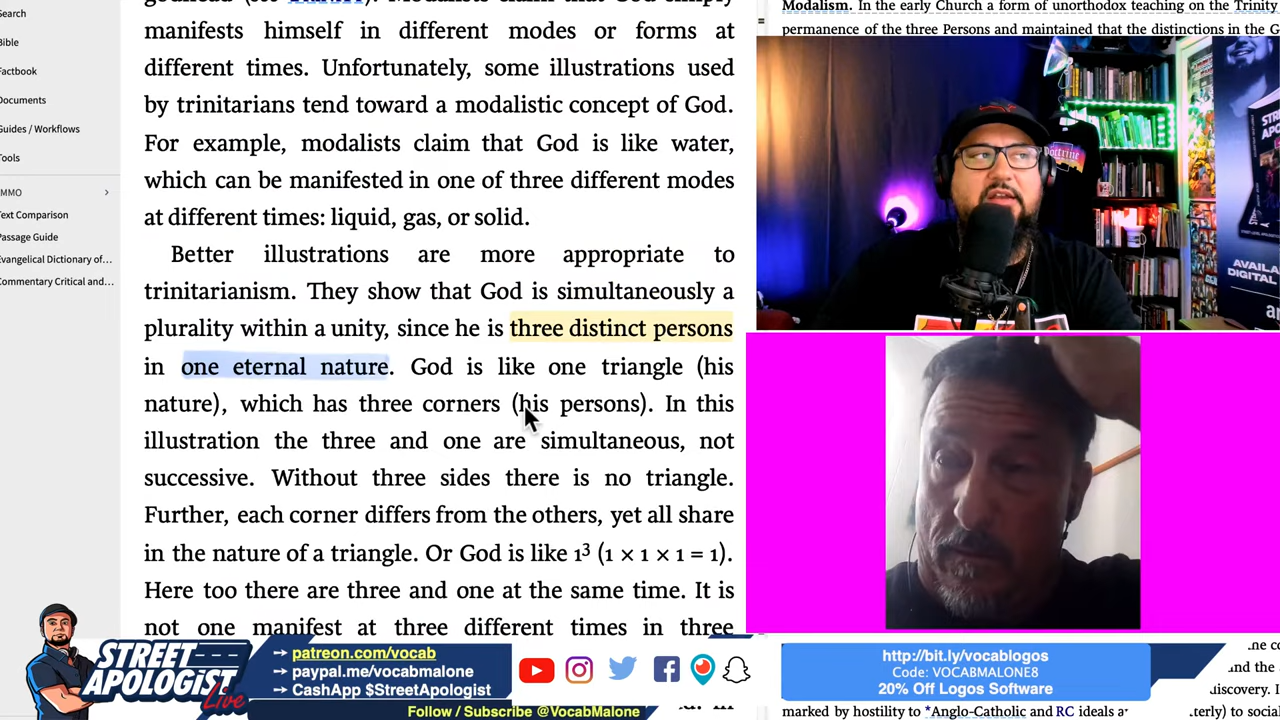 Search
Bible
Factbook
Documents
Guides / Workflows
Tools
MMO
Text Comparison
Passage Guide
Evangelical Dictionary of...
Commentary Critical and...
manifests himself in different modes or forms at
different times. Unfortunately, some illustrations used
by trinitarians tend toward a modalistic concept of God.
For example, modalists claim that God is like water,
which can be manifested in one of three different modes
at different times: liquid, gas, or solid.
Better illustrations are more appropriate to
trinitarianism. They show that God is simultaneously a
plurality within a unity, since he is three distinct persons
in one eternal nature. God is like one triangle (his
nature), which has three corners (his persons). In this
illustration the three and one are simultaneous, not
successive. Without three sides there is no triangle.
Further, each corner differs from the others, yet all share
in the nature of a triangle. Or God is like 1³ (1 × 1 × 1 = 1).
Here too there are three and one at the same time. It is
not one manifest at three different times in three
Modalism. In the early Church a form of unorthodox teaching on the Trinity
permanence of the three Persons and maintained that the distinctions in the G
Doctrine
STREET
AVAILA
DIGITAL
STREET
APOLOGIST
Live
→ patreon.com/vocab
→ paypal.me/vocabmalone
→ CashApp $StreetApologist
Follow / Subscribe @VocabMalone
http://bit.ly/vocablogos
Code: VOCABMALONE8
20% Off Logos Software
and the
discovery. I
marked by hostility to *Anglo-Catholic and RC ideals a
terly) to social